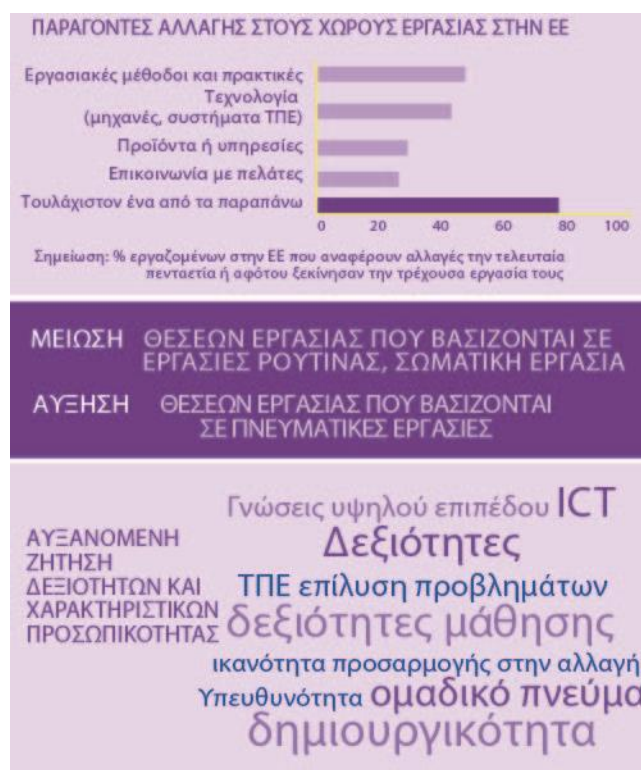 ΠΑΡΑΓΟΝΤΕΣ ΑΛΛΑΓΗΣ ΣΤΟΥΣ ΧΩΡΟΥΣ ΕΡΓΑΣΙΑΣ ΣΤΗΝ ΕΕ
Εργασιακές μέθοδοι και πρακτικές
Τεχνολογία
(μηχανές, συστήματα ΤΠΕ)
Προϊόντα ή υπηρεσίες
Επικοινωνία με πελάτες
Τουλάχιστον ένα από τα παραπάνω
0 20 40 60 80 100
Σημείωση: % εργαζομένων στην ΕΕ που αναφέρουν αλλαγές την τελευταία
πενταετία ή αφότου ξεκίνησαν την τρέχουσα εργασία τους
ΜΕΙΩΣΗ ΘΕΣΕΩΝ ΕΡΓΑΣΙΑΣ ΠΟΥ ΒΑΣΙΖΟΝΤΑΙ ΣΕ
ΕΡΓΑΣΙΕΣ ΡΟΥΤΙΝΑΣ, ΣΩΜΑΤΙΚΗ ΕΡΓΑΣΙΑ
ΑΥΞΗΣΗ ΘΕΣΕΩΝ ΕΡΓΑΣΙΑΣ ΠΟΥ ΒΑΣΙΖΟΝΤΑΙ
ΣΕ ΠΝΕΥΜΑΤΙΚΕΣ ΕΡΓΑΣΙΕΣ
ΑΥΞΑΝΟΜΕΝΗ
ΖΗΤΗΣΗ
ΔΕΞΙΟΤΗΤΩΝ ΚΑΙ
ΧΑΡΑΚΤΗΡΙΣΤΙΚΩΝ
ΠΡΟΣΩΠΙΚΟΤΗΤΑΣ
Γνώσεις υψηλού επιπέδου ICT
Δεξιότητες
ΤΠΕ επίλυση προβλημάτων
δεξιότητες μάθησης
ικανότητα προσαρμογής στην αλλαγή
Υπευθυνότητα ομαδικό πνεύμα
δημιουργικότητα